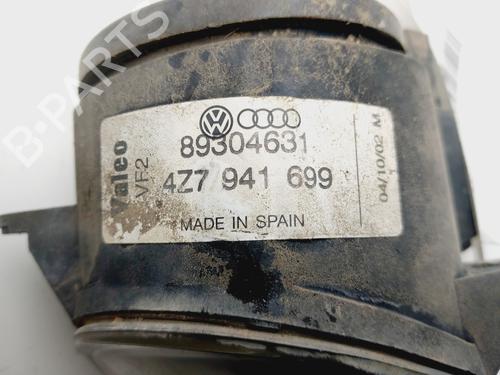 B-PARTS
Valeo
VF2
89304631
4Z7 941 699
MADE IN SPAIN
04/10/02 M